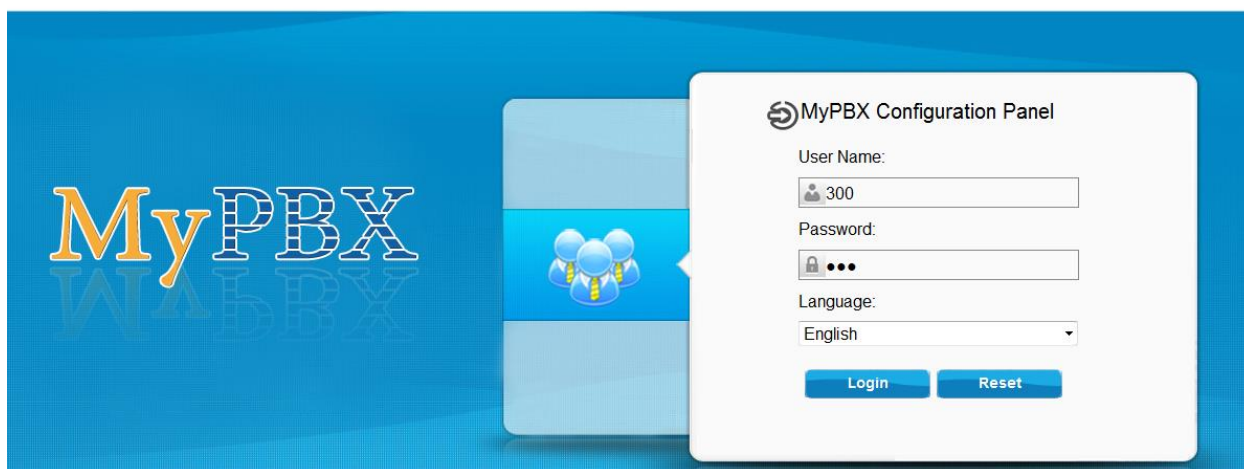 MyPBX
MyPBX Configuration Panel
User Name:
300
Password:
●●●
Language:
English
Login
Reset